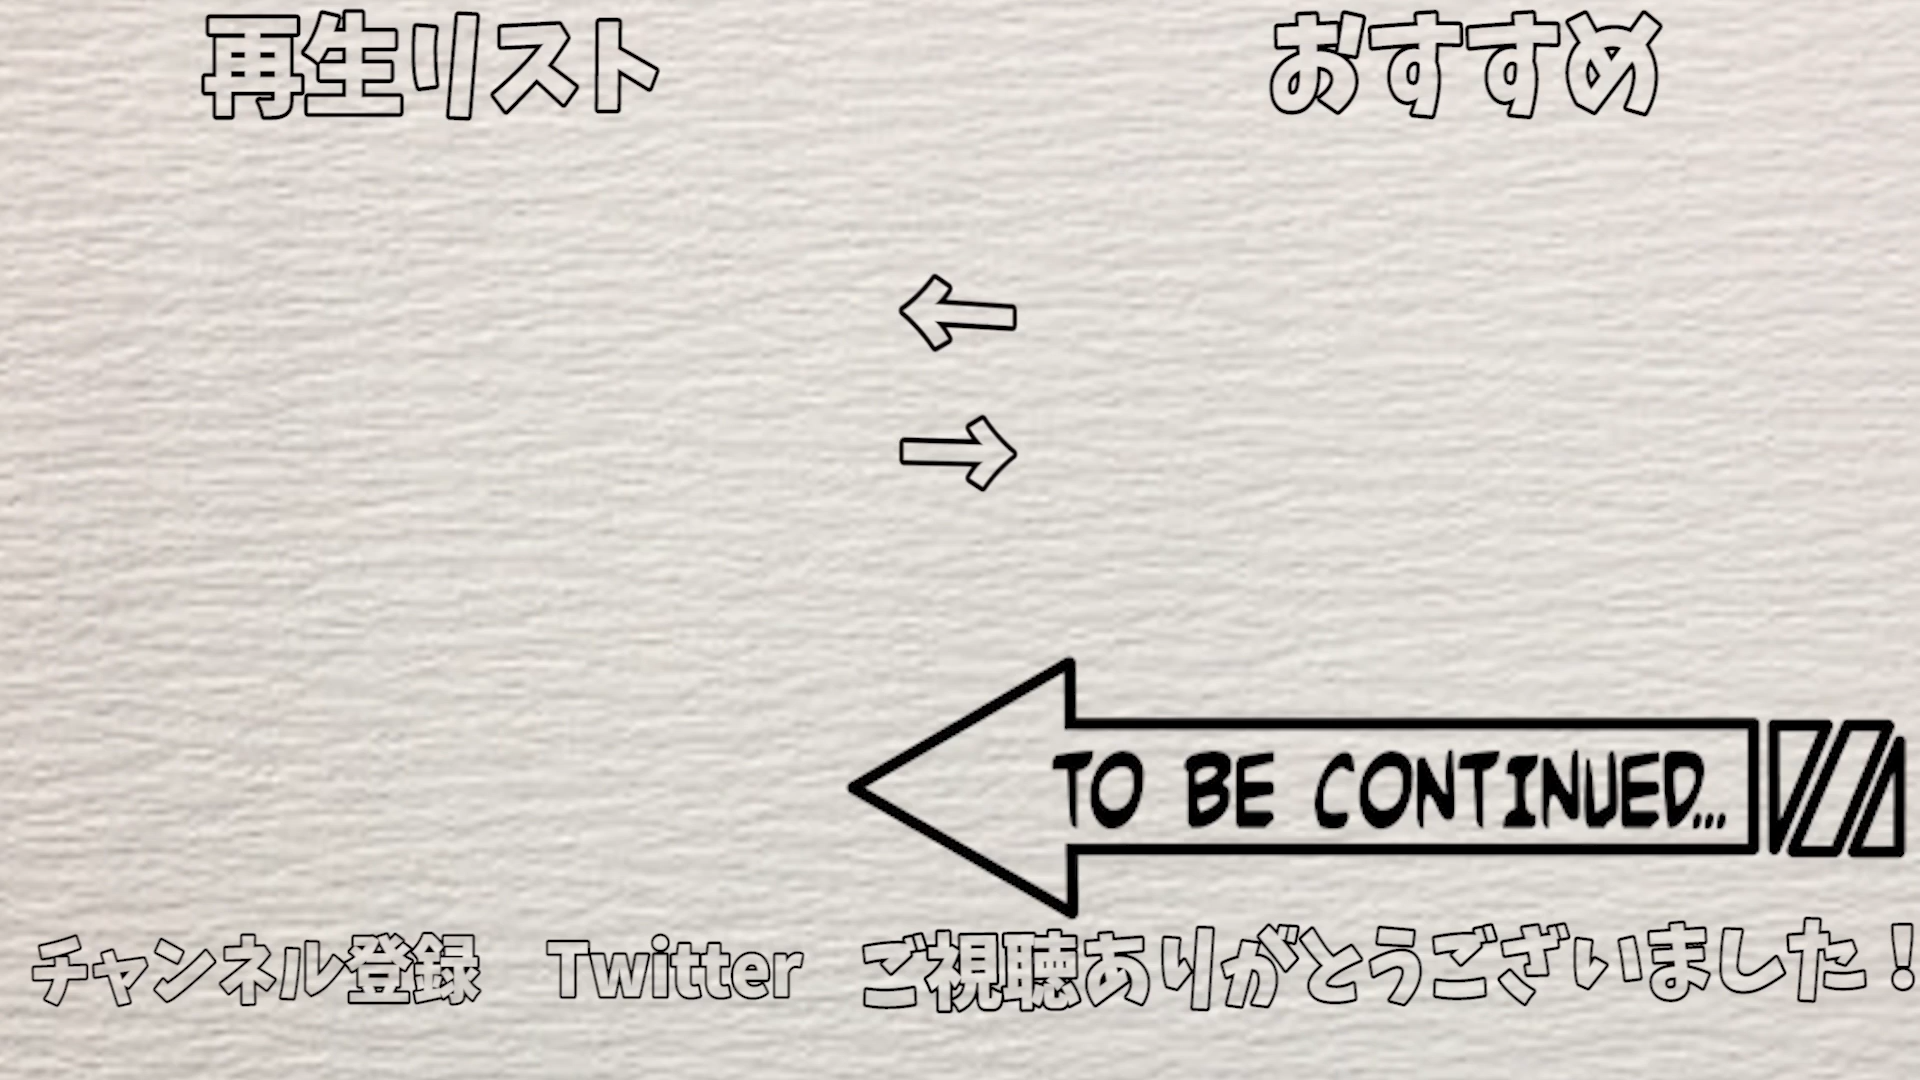 再生リスト
おすすめ
←
→
TO BE CONTINUED...
チャンネル登録 Twitter ご視聴ありがとうございました！